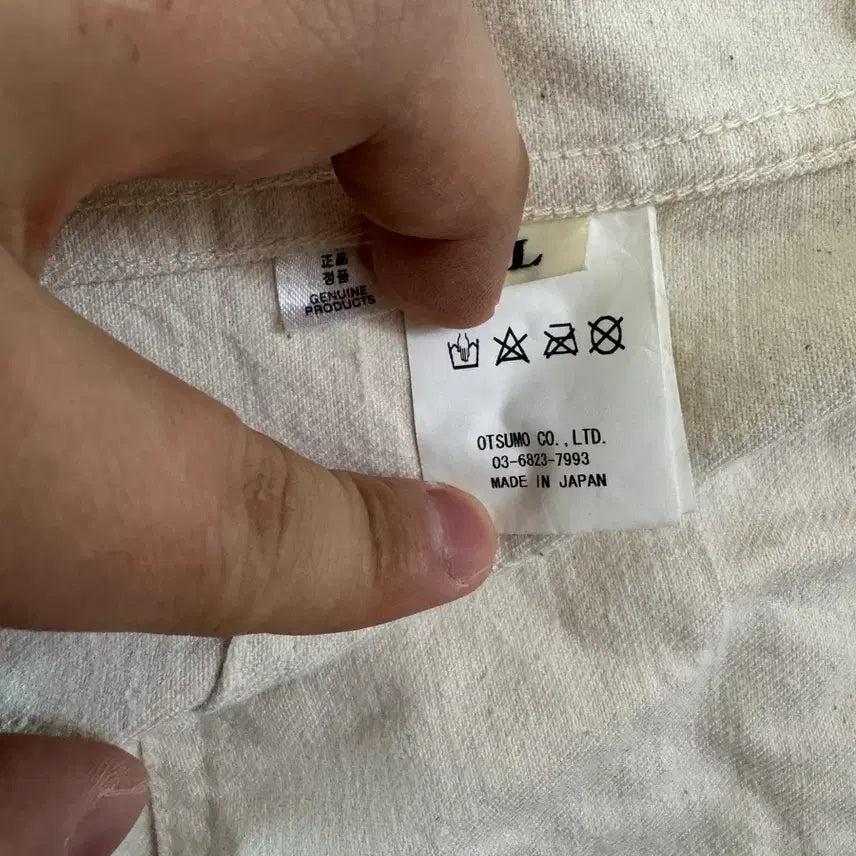 正品
정품
GENUINE
PRODUCTS
L
OTSUMO CO.,LTD.
03-6823-7993
MADE IN JAPAN